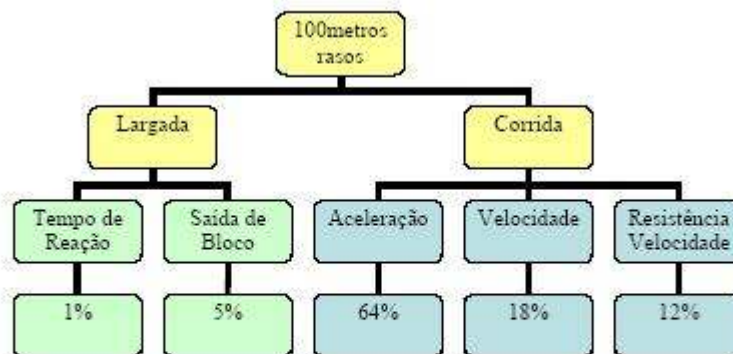 100metros
rasos
Largada
Corrida
Tempo de
Reação
Saída de
Bloco
Aceleração
Velocidade
Resistência
Velocidade
1%
5%
64%
18%
12%